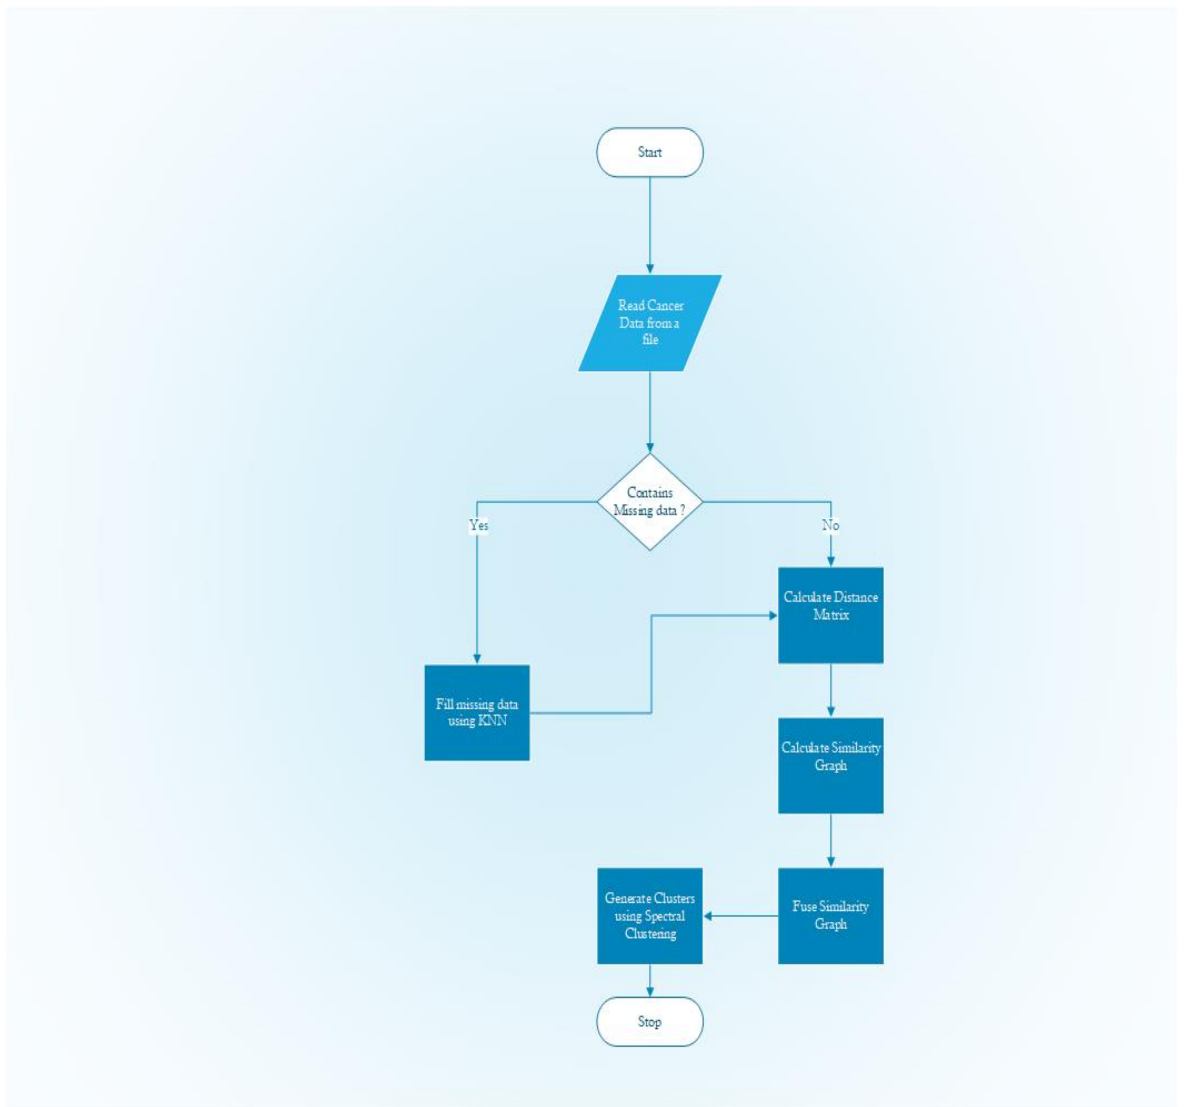 Start
Read Cancer
Data from a
file
Contains
Missing data ?
Yes
No
Calculate Distance
Matrix
Fill missing data
using KNN
Calculate Similarity
Graph
Generate Clusters
using Spectral
Clustering
Fuse Similarity
Graph
Stop